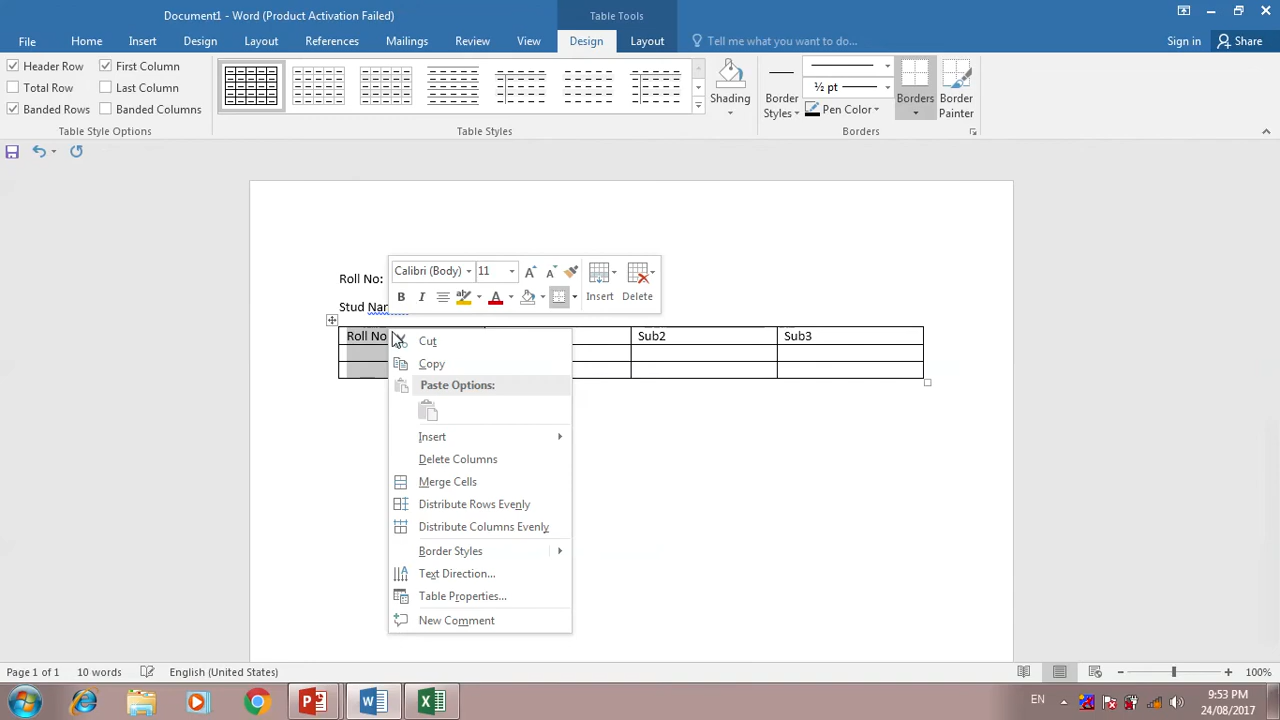 Document1 - Word (Product Activation Failed)
Table Tools
File Home Insert Design Layout References Mailings Review View Design Layout Tell me what you want to do... Sign in Share
Header Row First Column
Total Row Last Column
Banded Rows Banded Columns
Table Style Options
Table Styles
Shading
Border Styles
½ pt
Pen Color
Borders
Border Painter
Borders
Roll No:
Stud
Calibri (Body) 11
Insert Delete
Roll No Sub2 Sub3
Cut
Copy
Paste Options:
Insert
Delete Columns
Merge Cells
Distribute Rows Evenly
Distribute Columns Evenly
Border Styles
Text Direction...
Table Properties...
New Comment
Page 1 of 1 10 words English (United States) 100%
EN 9:53 PM
24/08/2017